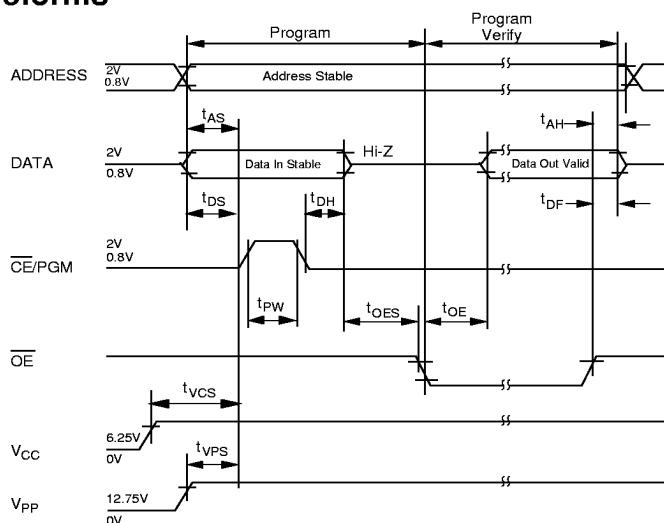 Program
Program
Verify
ADDRESS
2V
0.8V
Address Stable
tAS
tAH
DATA
2V
0.8V
Data In Stable
Hi-Z
Data Out Valid
tDS
tDH
tDF
CE/PGM
2V
0.8V
tPW
tOES
tOE
OE
tVCS
VCC
6.25V
0V
tVPS
VPP
12.75V
0V